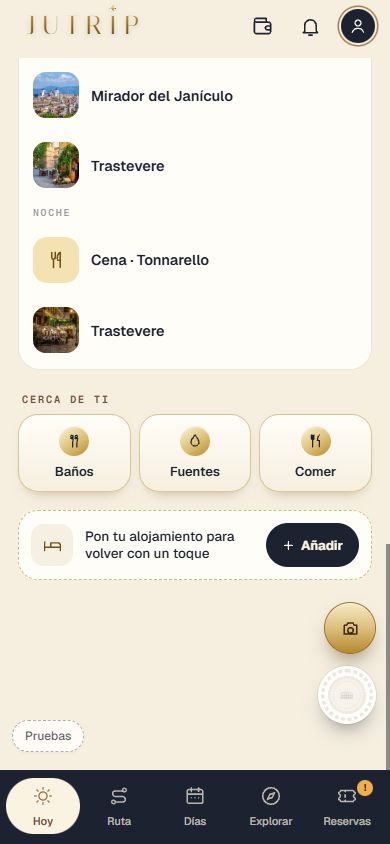 JUTRIP
Mirador del Janículo
Trastevere
NOCHE
Cena · Tonnarello
Trastevere
CERCA DE TI
Baños
Fuentes
Comer
Pon tu alojamiento para
volver con un toque
+ Añadir
Pruebas
!
Hoy
Ruta
Días
Explorar
Reservas